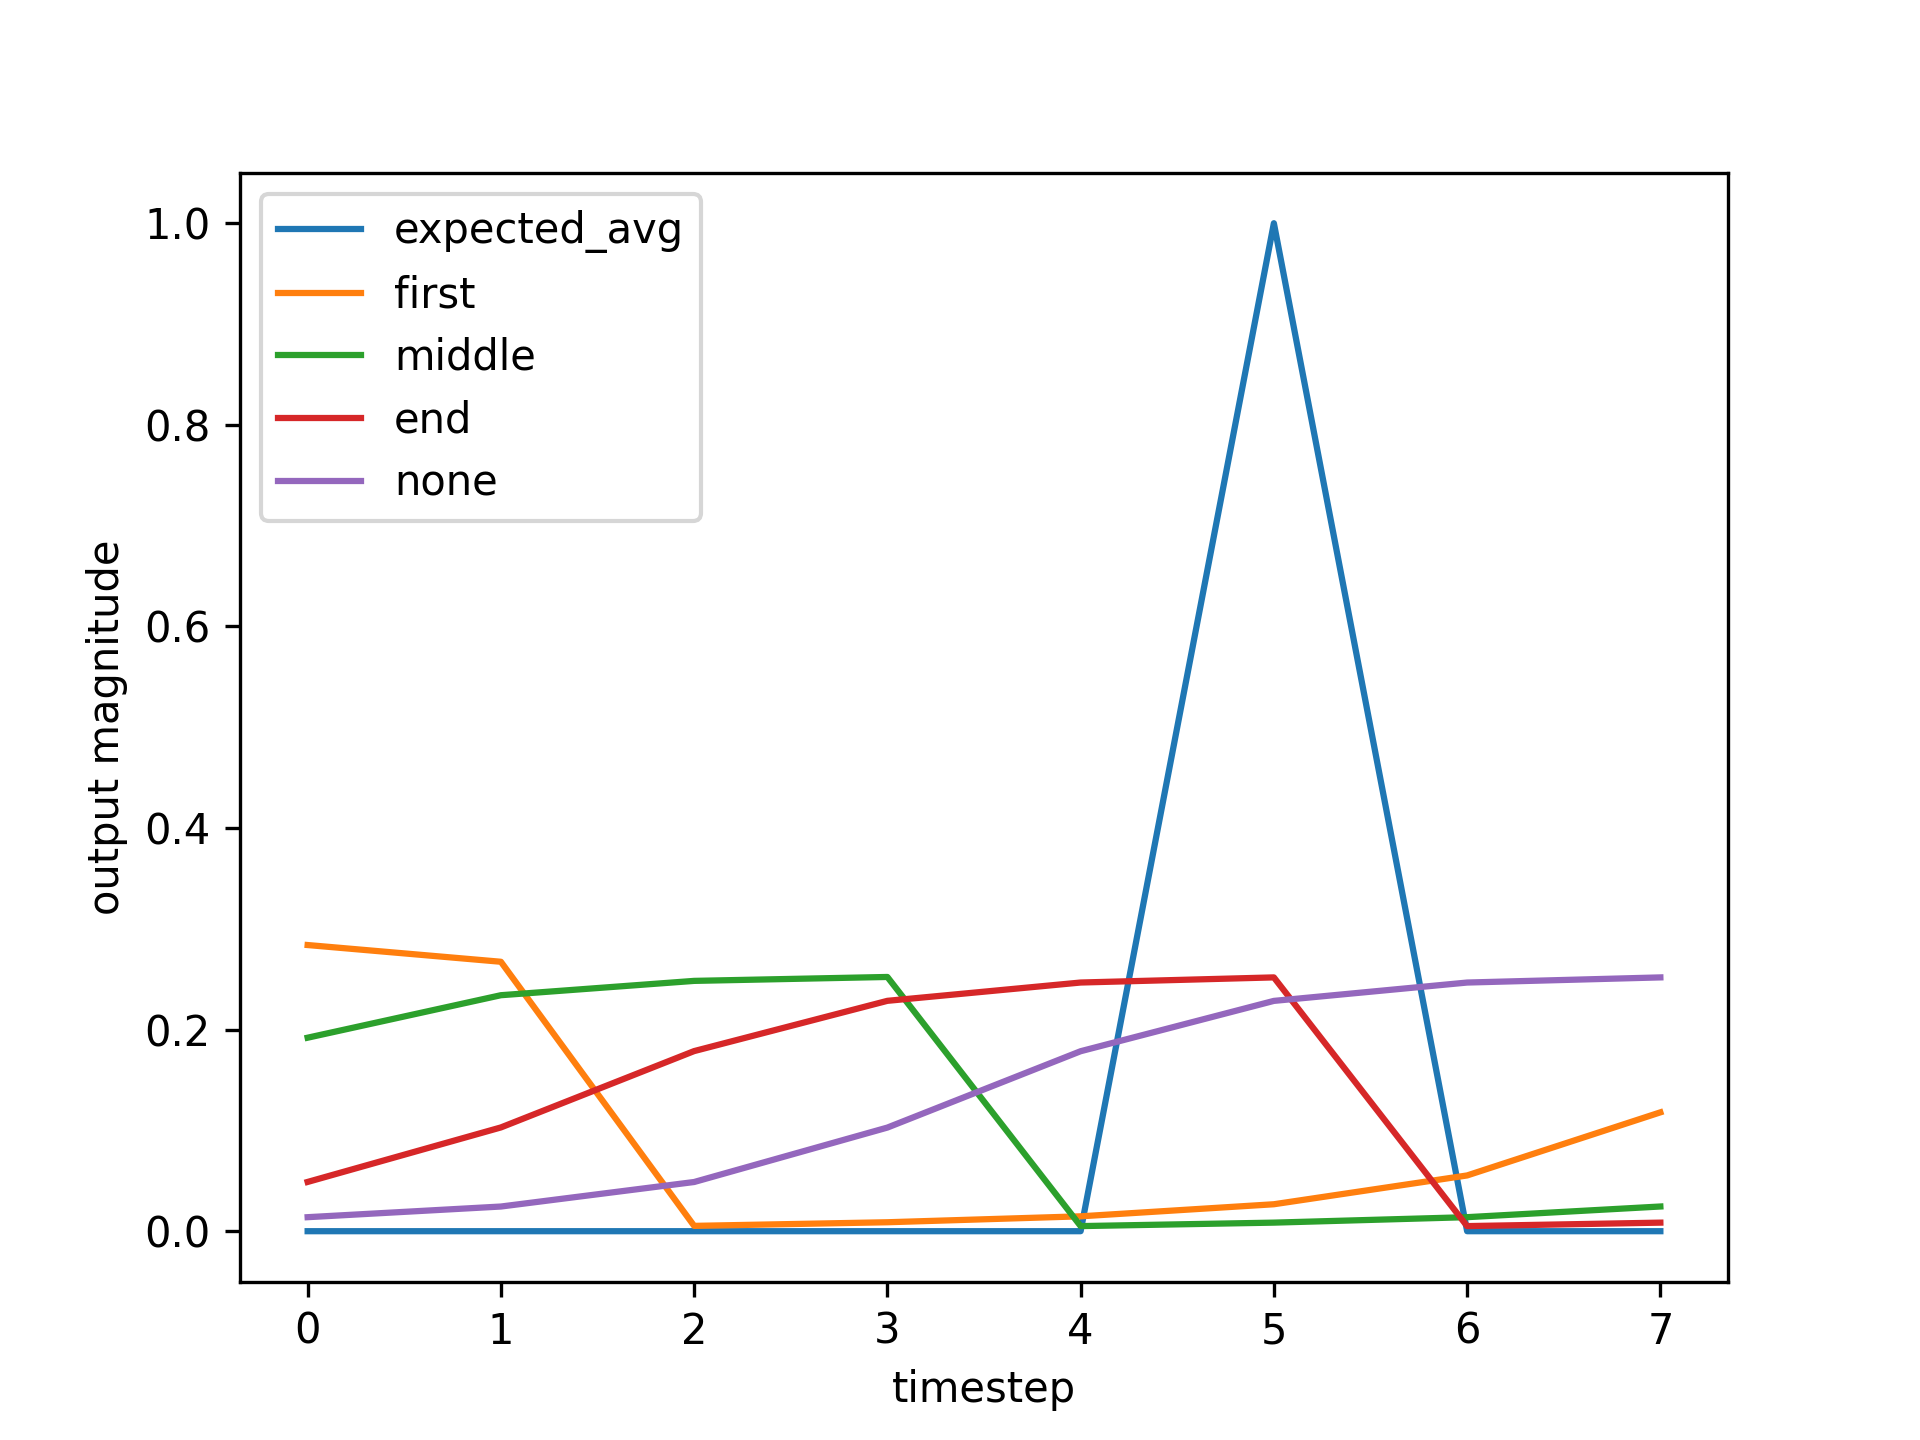 expected_avg
first
middle
end
none
output magnitude
1.0
0.8
0.6
0.4
0.2
0.0
0 1 2 3 4 5 6 7
timestep